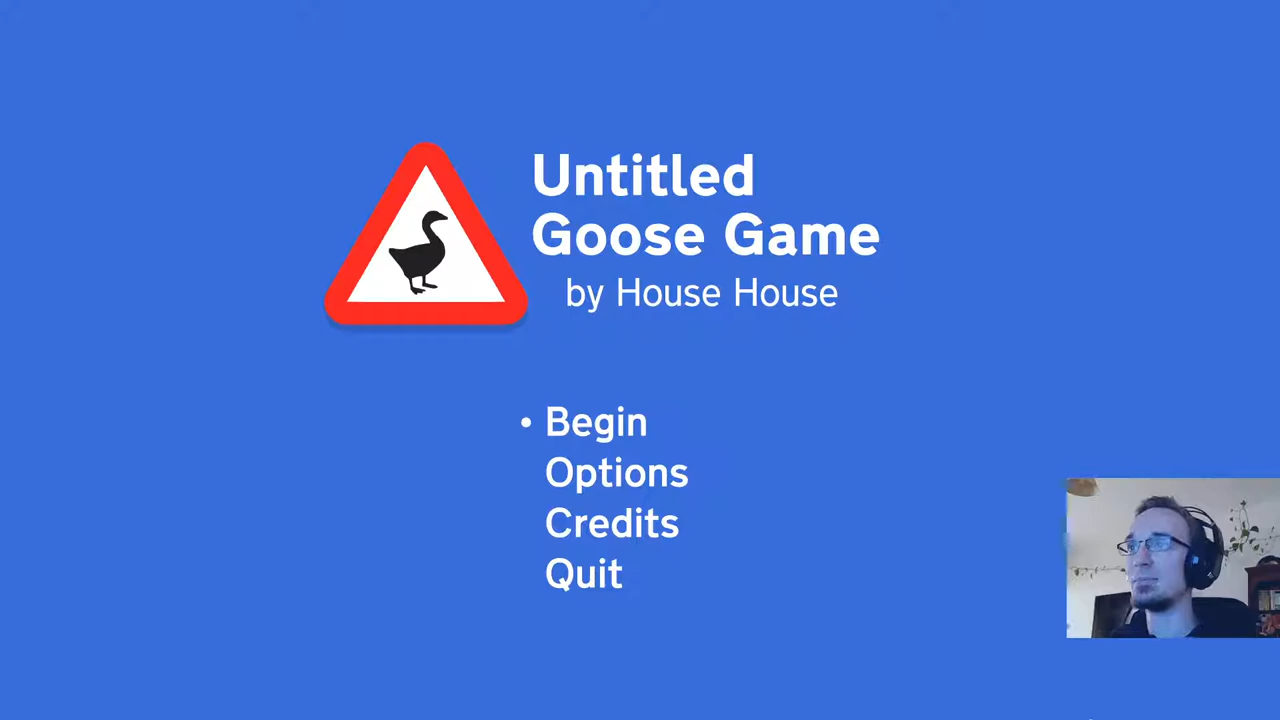 Untitled
Goose Game
by House House
• Begin
Options
Credits
Quit